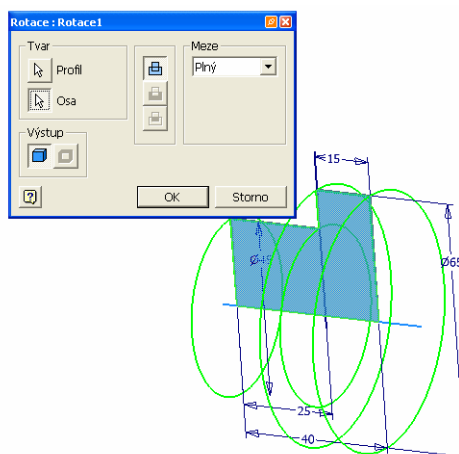 Rotace : Rotace1
Tvar
Profil
Osa
Výstup
Meze
Plný
OK
Storno
15
Ø65
25
40